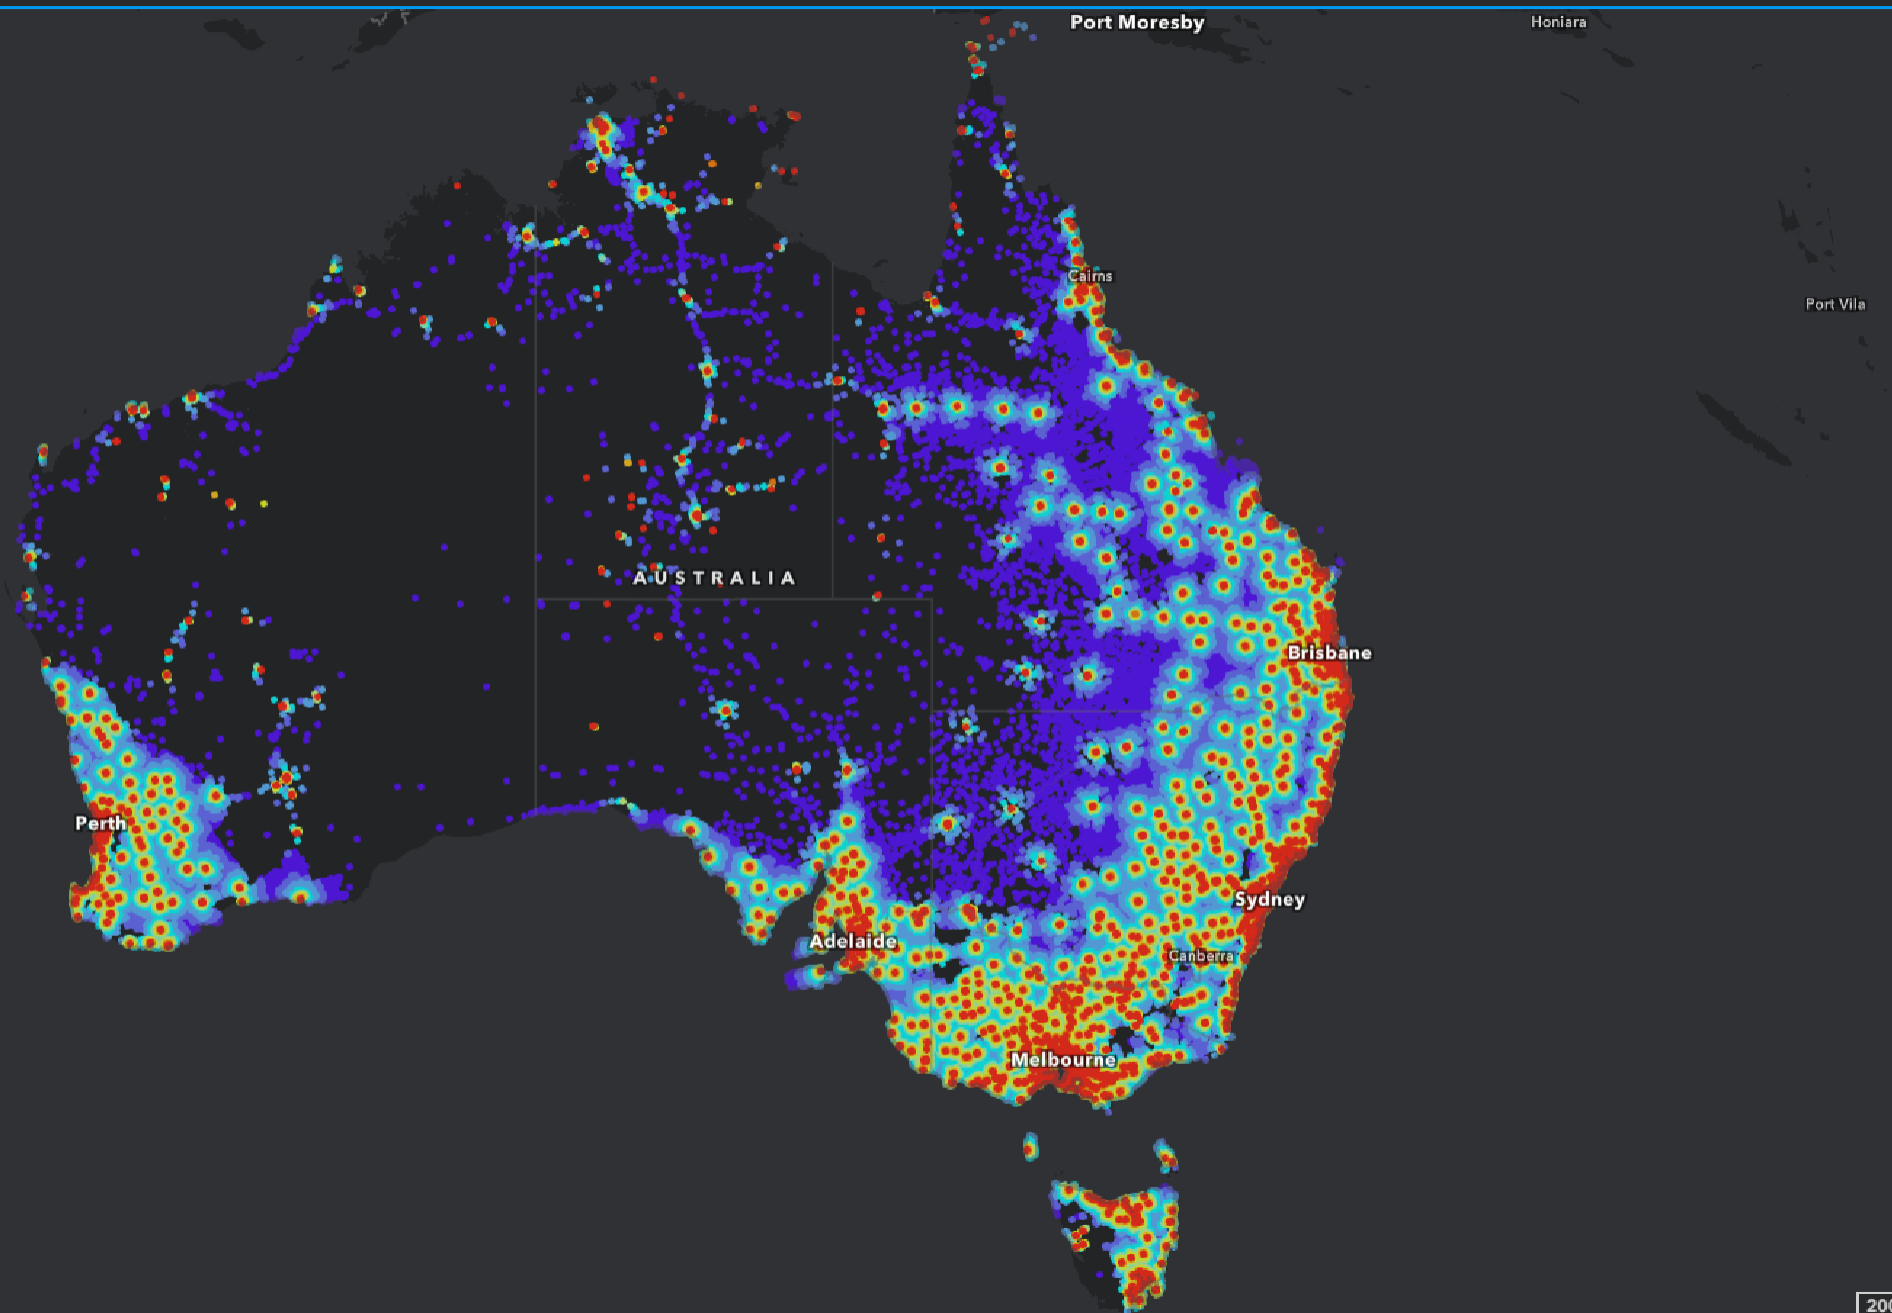 Port Moresby
Honiara
Cairns
Port Vila
AUSTRALIA
Brisbane
Perth
Sydney
Adelaide
Canberra
Melbourne